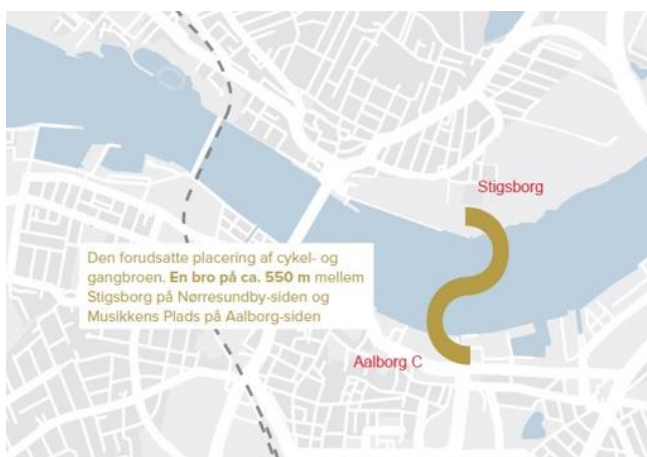 Stigsborg
Den forudsatte placering af cykel- og
gangbroen. En bro på ca. 550 m mellem
Stigsborg på Nørresundby-siden og
Musikkens Plads på Aalborg-siden
Aalborg C